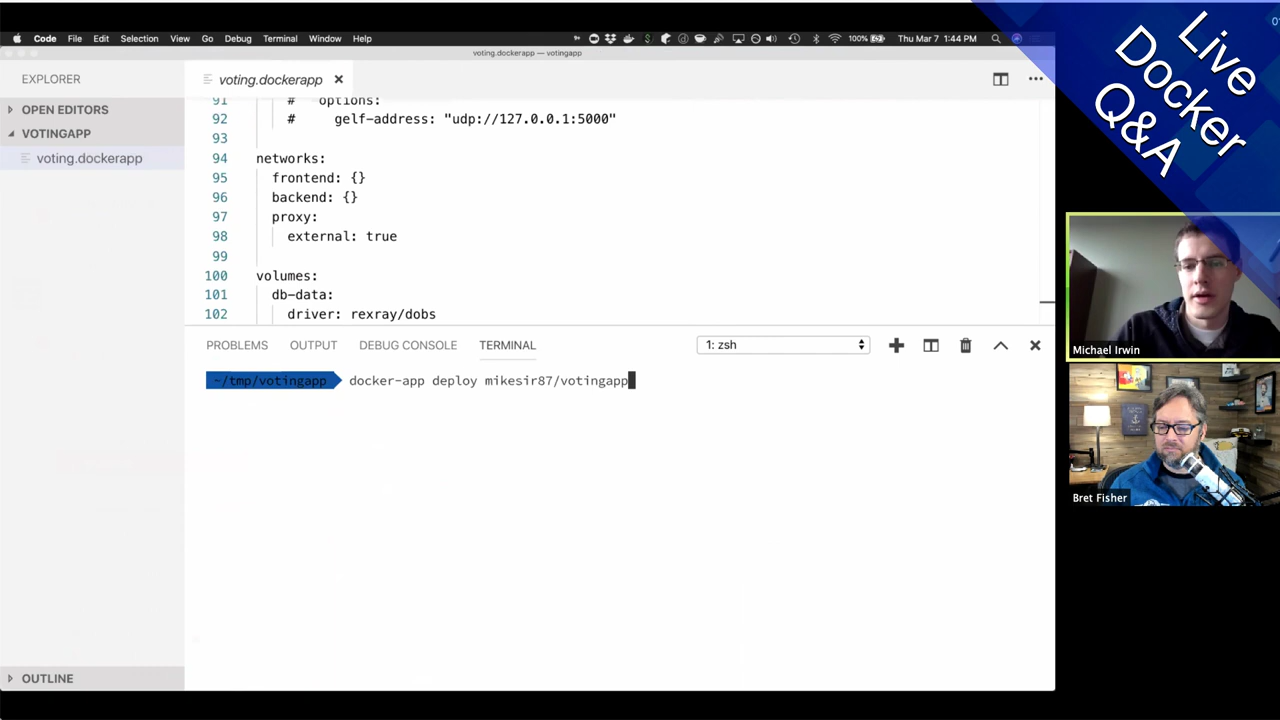 Code File Edit Selection View Go Debug Terminal Window Help
100% Thu Mar 7 1:44 PM
voting.dockerapp — votingapp
EXPLORER
OPEN EDITORS
VOTINGAPP
voting.dockerapp
OUTLINE
voting.dockerapp
91 # options:
92 # gelf-address: "udp://127.0.0.1:5000"
93
94 networks:
95 frontend: {}
96 backend: {}
97 proxy:
98 external: true
99
100 volumes:
101 db-data:
102 driver: rexray/dobs
PROBLEMS OUTPUT DEBUG CONSOLE TERMINAL
1: zsh
~/tmp/votingapp docker-app deploy mikesir87/votingapp
Live
Docker
Q&A
Michael Irwin
Bret Fisher